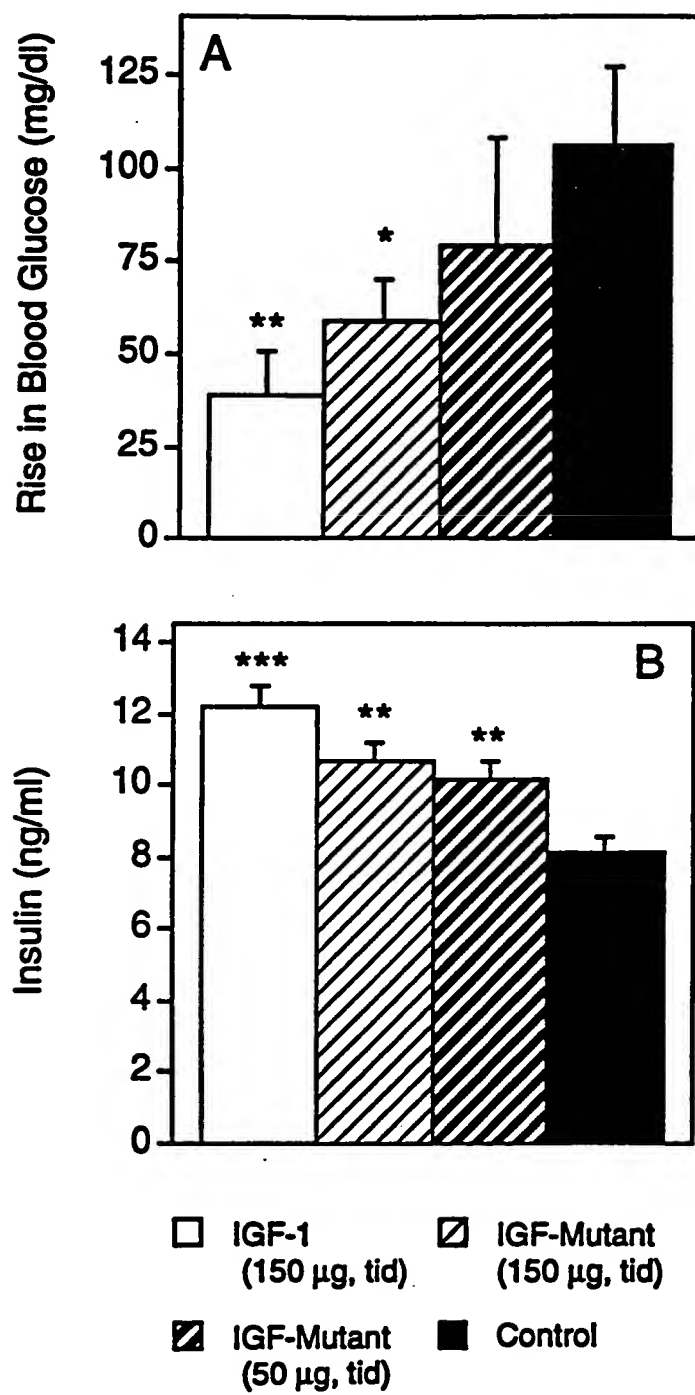 A
Rise in Blood Glucose (mg/dl)
125
100
75
50
25
0
**
*
B
Insulin (ng/ml)
14
12
10
8
6
4
2
0
***
**
**
IGF-1
(150 µg, tid)
IGF-Mutant
(150 µg, tid)
IGF-Mutant
(50 µg, tid)
Control